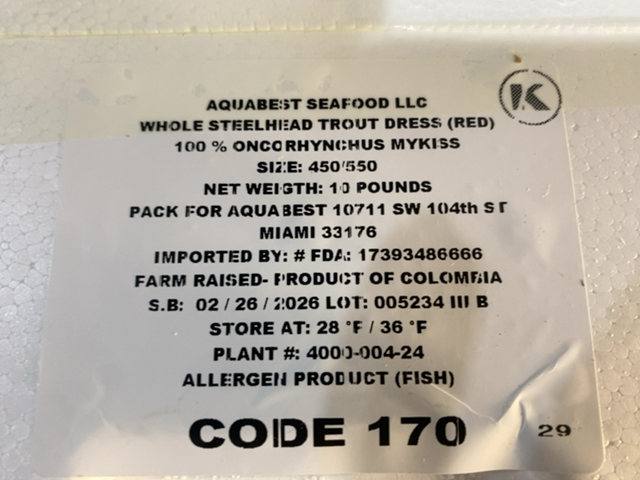 K
AQUABEST SEAFOOD LLC
WHOLE STEELHEAD TROUT DRESS (RED)
100 % ONCORHYNCHUS MYKISS
SIZE: 450/550
NET WEIGTH: 10 POUNDS
PACK FOR AQUABEST 10711 SW 104th ST
MIAMI 33176
IMPORTED BY: # FDA: 17393486666
FARM RAISED- PRODUCT OF COLOMBIA
S.B: 02 / 26 / 2026 LOT: 005234 III B
STORE AT: 28 °F / 36 °F
PLANT #: 4000-004-24
ALLERGEN PRODUCT (FISH)
CODE 170 29